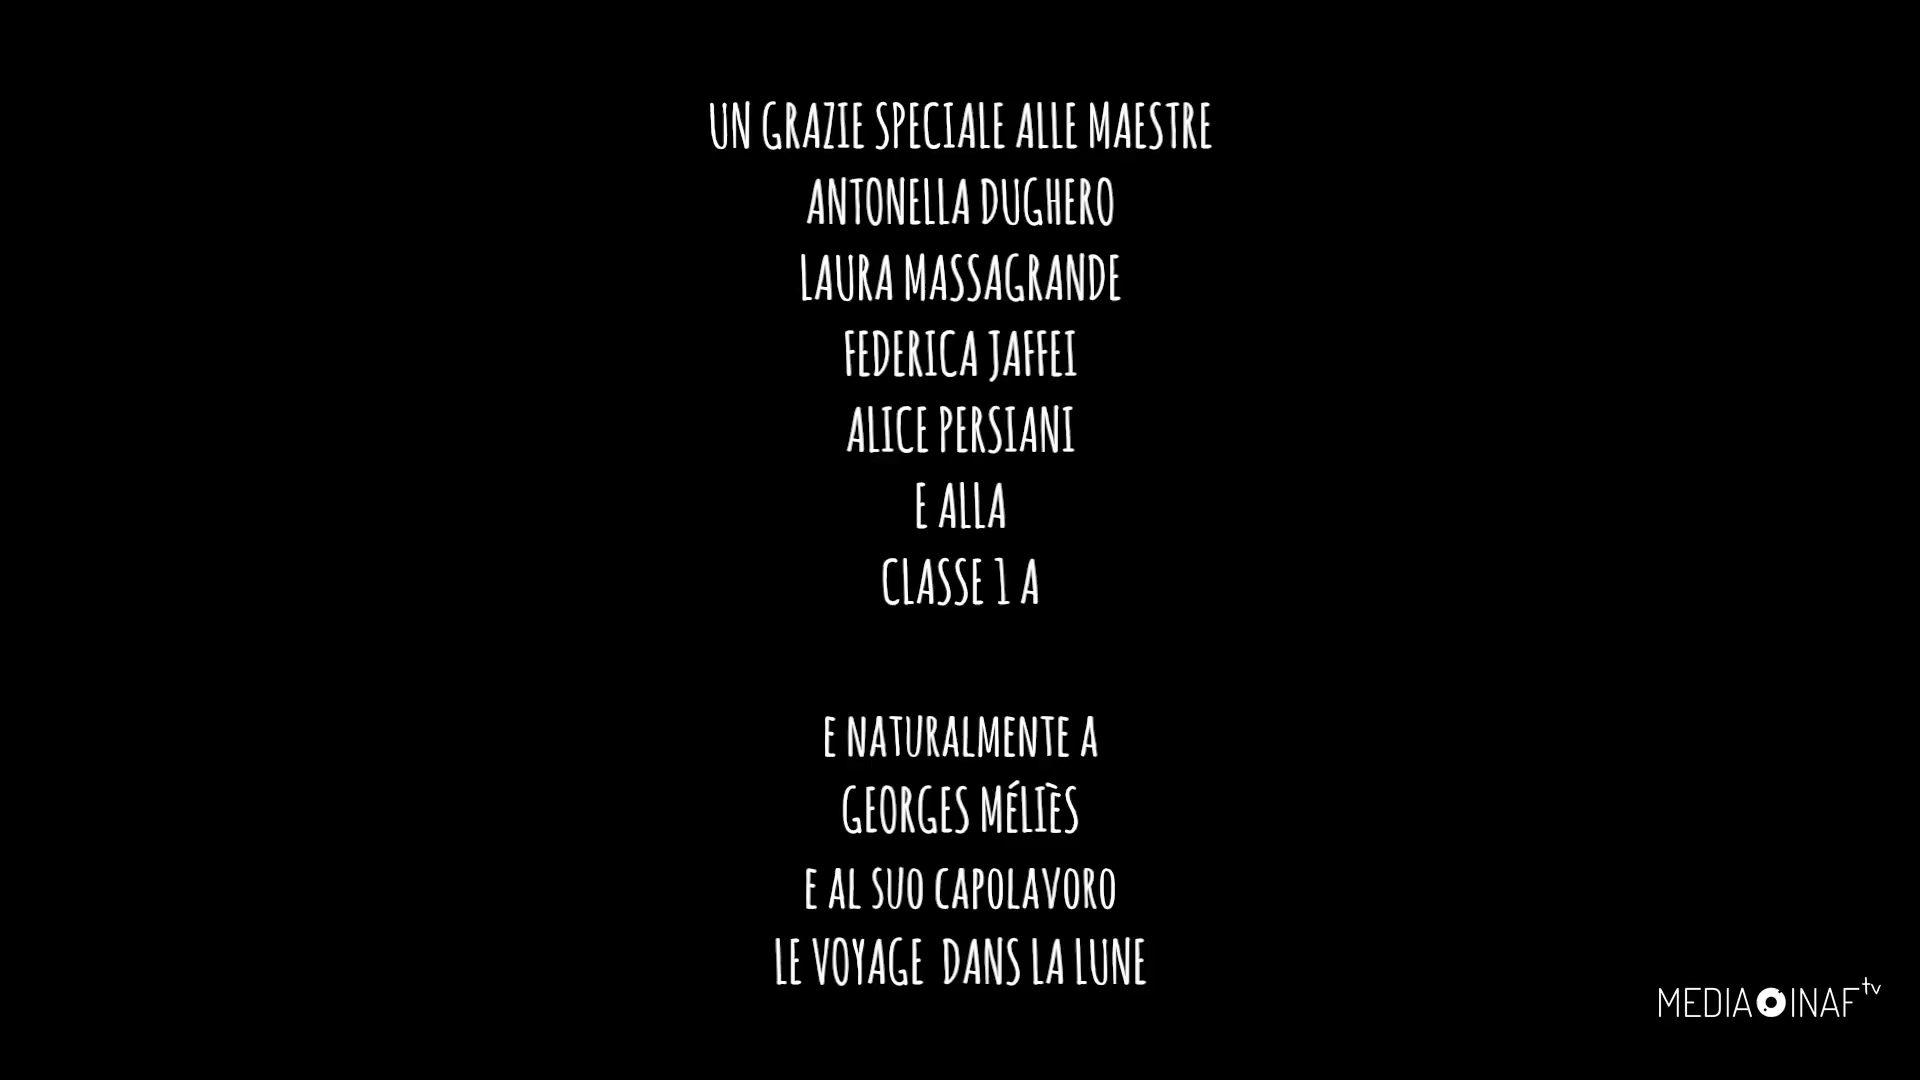 UN GRAZIE SPECIALE ALLE MAESTRE
ANTONELLA DUGHERO
LAURA MASSAGRANDE
FEDERICA JAFFEI
ALICE PERSIANI
E ALLA
CLASSE 1 A
E NATURALMENTE A
GEORGES MéLIèS
E AL SUO CAPOLAVORO
LE VOYAGE DANS LA LUNE
MEDIA INAF tv